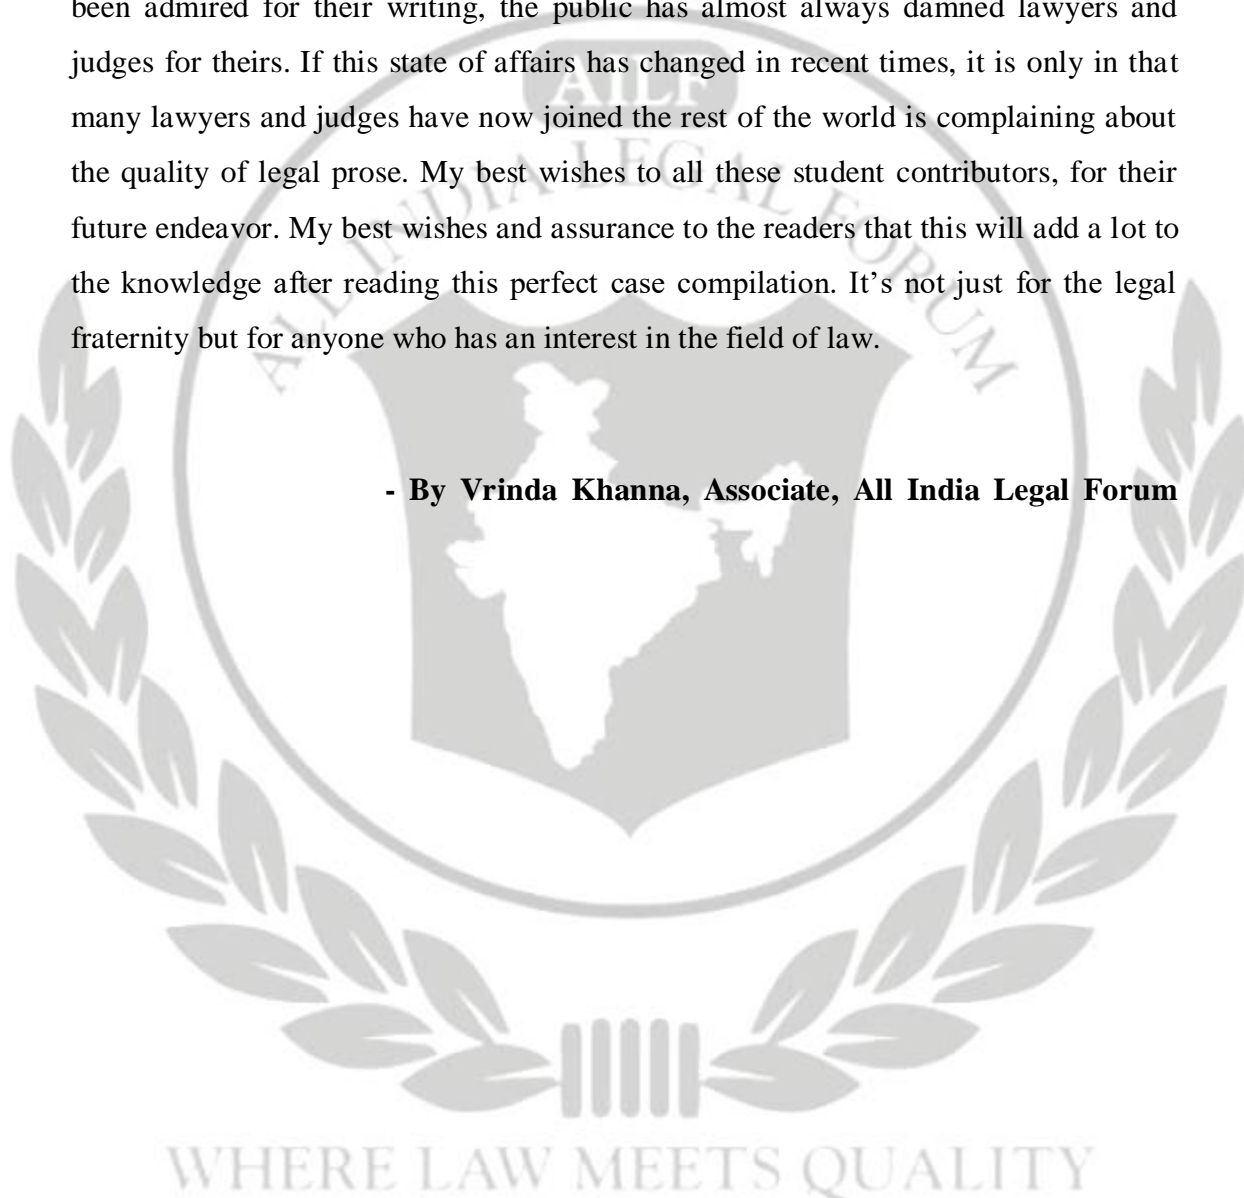 been admired for their writing, the public has almost always damned lawyers and
judges for theirs. If this state of affairs has changed in recent times, it is only in that
many lawyers and judges have now joined the rest of the world is complaining about
the quality of legal prose. My best wishes to all these student contributors, for their
future endeavor. My best wishes and assurance to the readers that this will add a lot to
the knowledge after reading this perfect case compilation. It’s not just for the legal
fraternity but for anyone who has an interest in the field of law.
- By Vrinda Khanna, Associate, All India Legal Forum
AILF
ALL INDIA LEGAL FORUM
WHERE LAW MEETS QUALITY